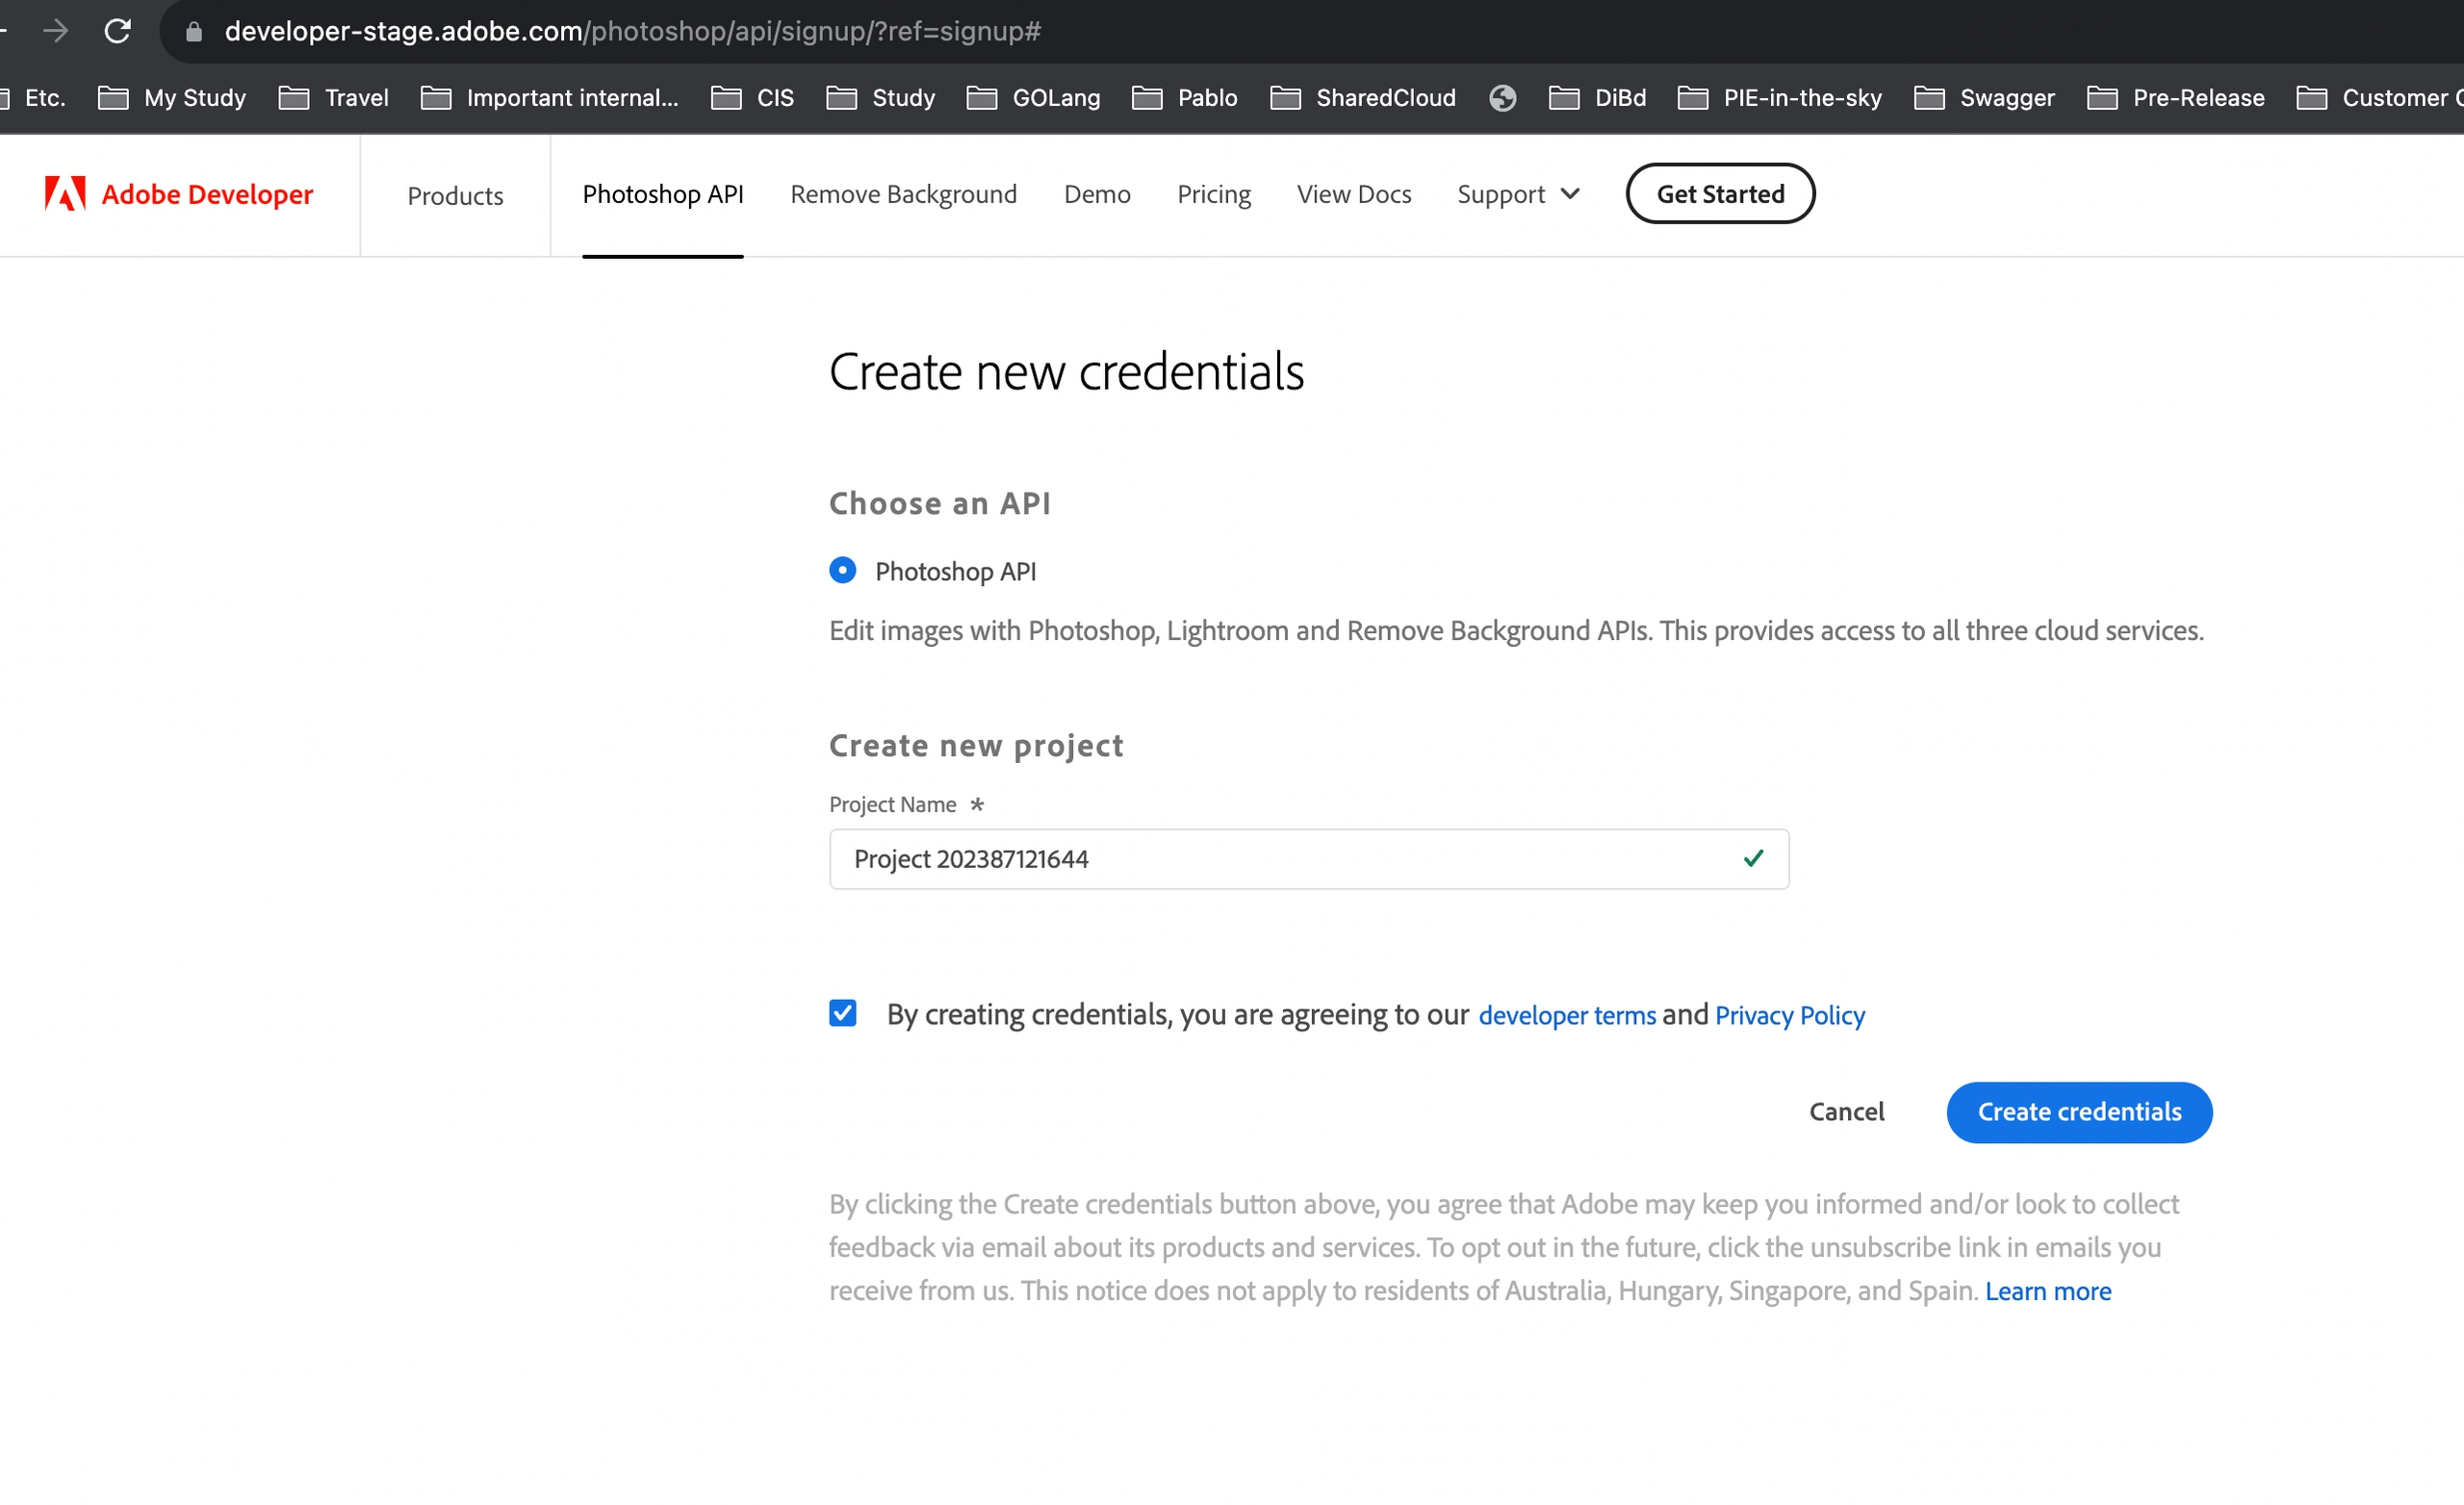 developer-stage.adobe.com/photoshop/api/signup/?ref=signup#
Etc. My Study Travel Important internal... CIS Study GOLang Pablo SharedCloud DiBd PIE-in-the-sky Swagger Pre-Release Customer
Adobe Developer Products Photoshop API Remove Background Demo Pricing View Docs Support Get Started
Create new credentials
Choose an API
Photoshop API
Edit images with Photoshop, Lightroom and Remove Background APIs. This provides access to all three cloud services.
Create new project
Project Name *
Project 202387121644
By creating credentials, you are agreeing to our developer terms and Privacy Policy
Cancel Create credentials
By clicking the Create credentials button above, you agree that Adobe may keep you informed and/or look to collect
feedback via email about its products and services. To opt out in the future, click the unsubscribe link in emails you
receive from us. This notice does not apply to residents of Australia, Hungary, Singapore, and Spain. Learn more